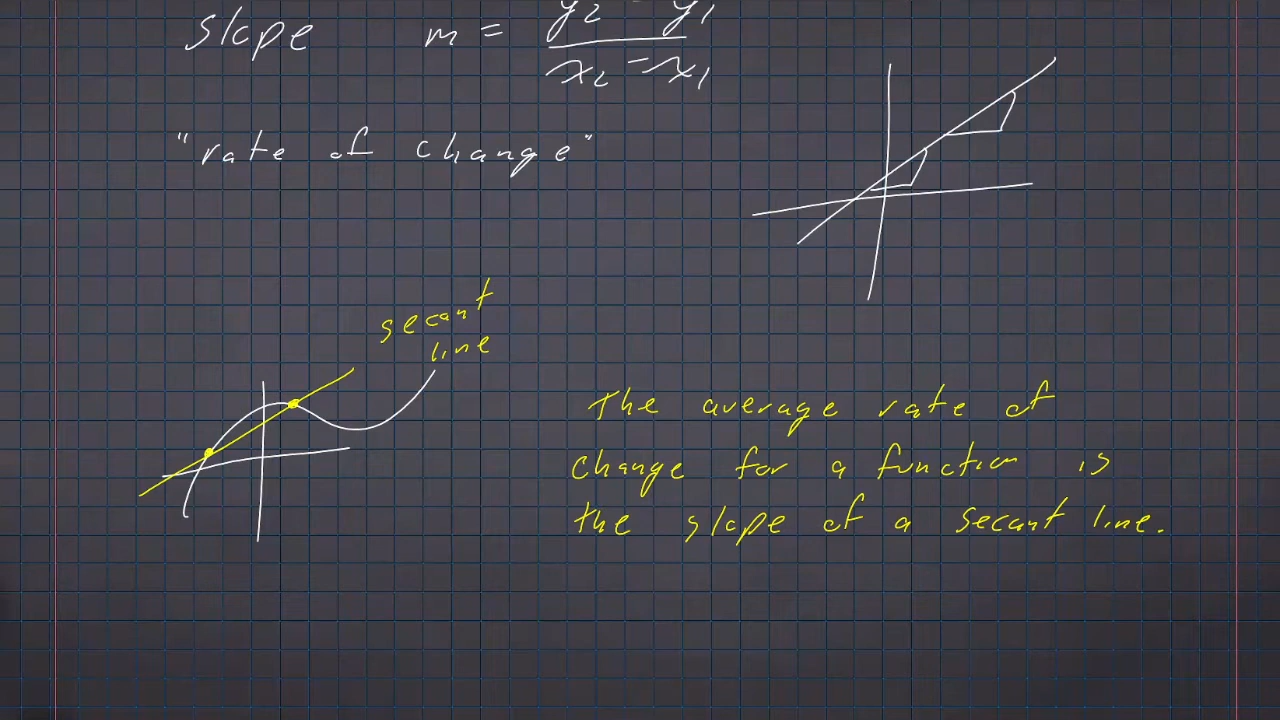 slope m = y2 - y1
x2 - x1
"rate of change"
secant
line
The average rate of
change for a function is
the slope of a secant line.